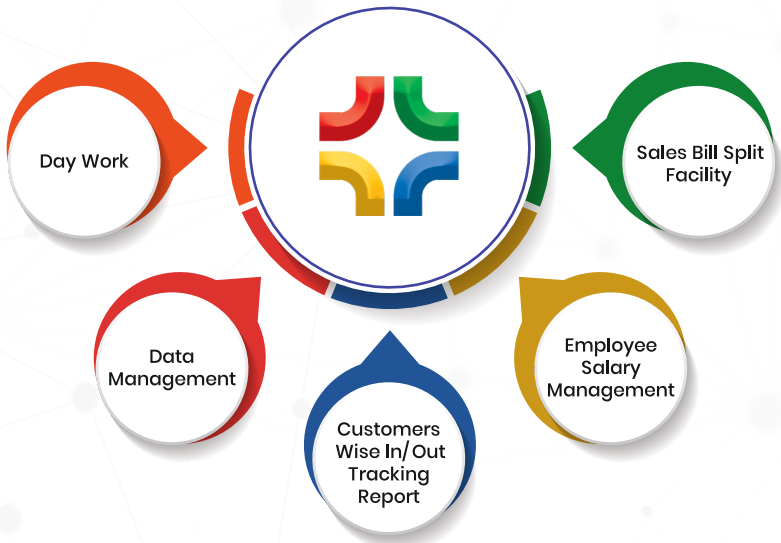 Day Work
Sales Bill Split
Facility
Data
Management
Employee
Salary
Management
Customers
Wise In/Out
Tracking
Report